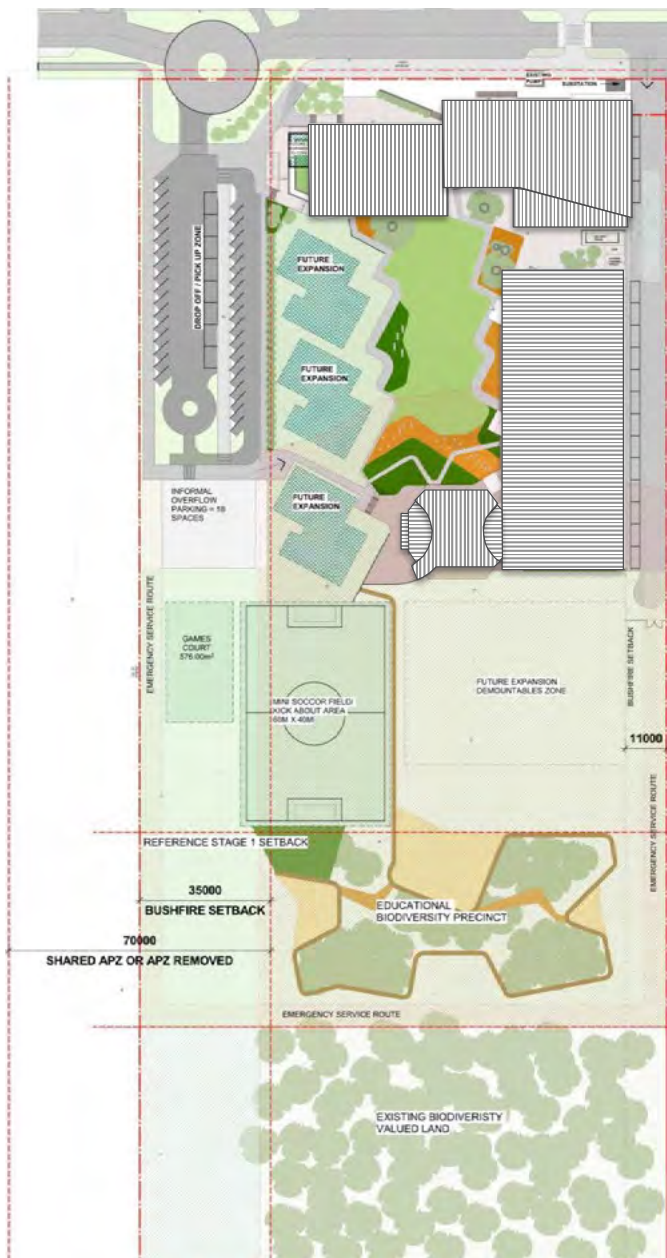 EXISTING
PUMP
SUBSTATION
DROP OFF / PICK UP ZONE
FUTURE
EXPANSION
FUTURE
EXPANSION
FUTURE
EXPANSION
INFORMAL
OVERFLOW
PARKING = 18
SPACES
EMERGENCY SERVICE ROUTE
GAMES
COURT
576.00m²
MINI SOCCOR FIELD/
KICK ABOUT AREA
60M X 40M
FUTURE EXPANSION
DEMOUNTABLES ZONE
BUSHFIRE SETBACK
11000
EMERGENCY SERVICE ROUTE
REFERENCE STAGE 1 SETBACK
35000
BUSHFIRE SETBACK
EDUCATIONAL
BIODIVERSITY PRECINCT
70000
SHARED APZ OR APZ REMOVED
EMERGENCY SERVICE ROUTE
EXISTING BIODIVERISTY
VALUED LAND